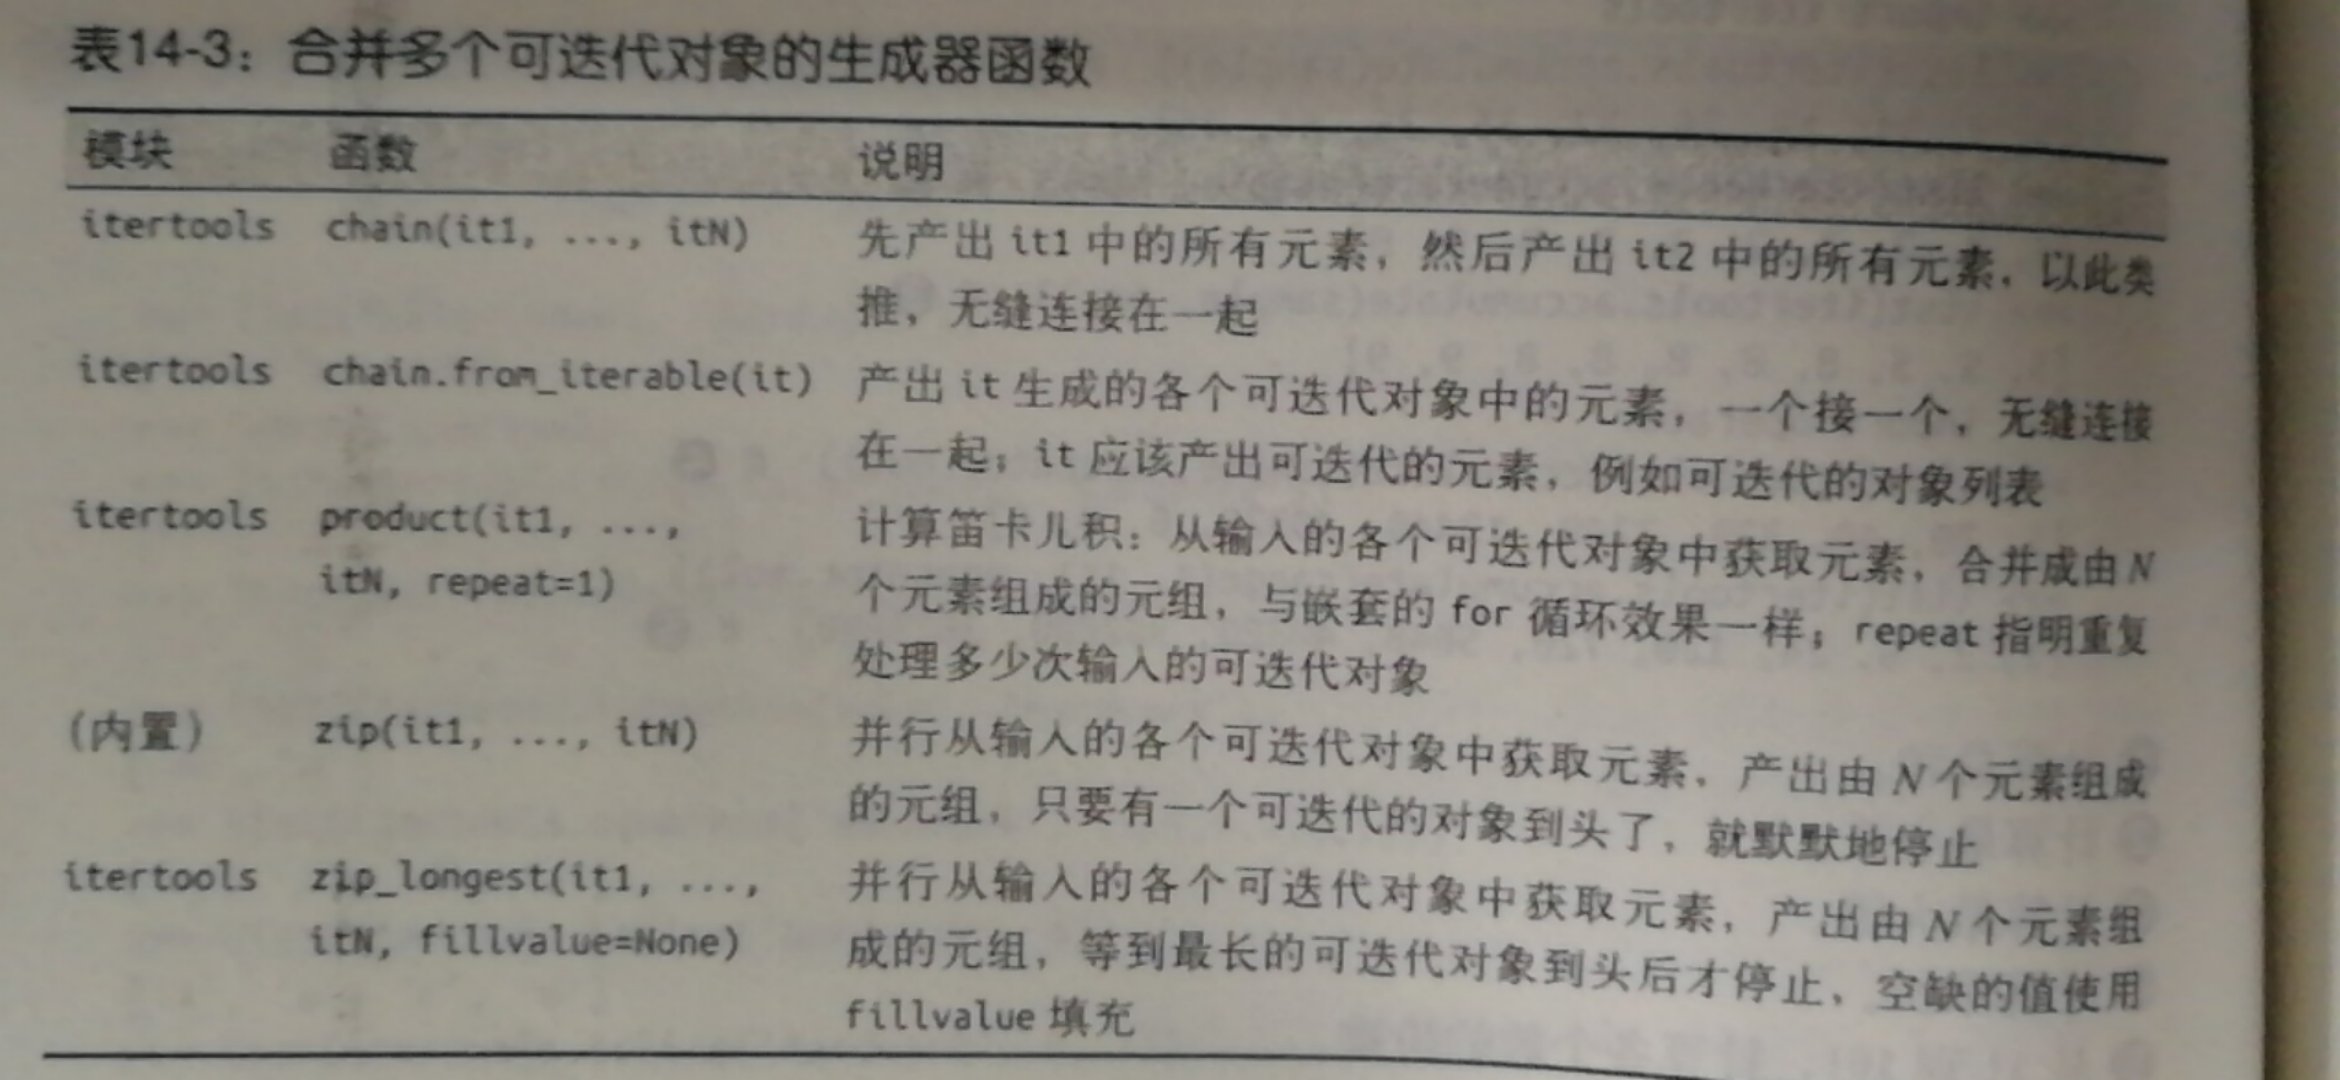 表14-3：合并多个可迭代对象的生成器函数
模块 函数 说明
itertools chain(it1, ..., itN) 先产出 it1 中的所有元素，然后产出 it2 中的所有元素，以此类
推，无缝连接在一起
itertools chain.from_iterable(it) 产出 it 生成的各个可迭代对象中的元素，一个接一个，无缝连接
在一起；it 应该产出可迭代的元素，例如可迭代的对象列表
itertools product(it1, ..., 计算笛卡儿积：从输入的各个可迭代对象中获取元素，合并成由 N
itN, repeat=1) 个元素组成的元组，与嵌套的 for 循环效果一样；repeat 指明重复
处理多少次输入的可迭代对象
（内置） zip(it1, ..., itN) 并行从输入的各个可迭代对象中获取元素，产出由 N 个元素组成
的元组，只要有一个可迭代的对象到头了，就默默地停止
itertools zip_longest(it1, ..., 并行从输入的各个可迭代对象中获取元素，产出由 N 个元素组
itN, fillvalue=None) 成的元组，等到最长的可迭代对象到头后才停止，空缺的值使用
fillvalue 填充